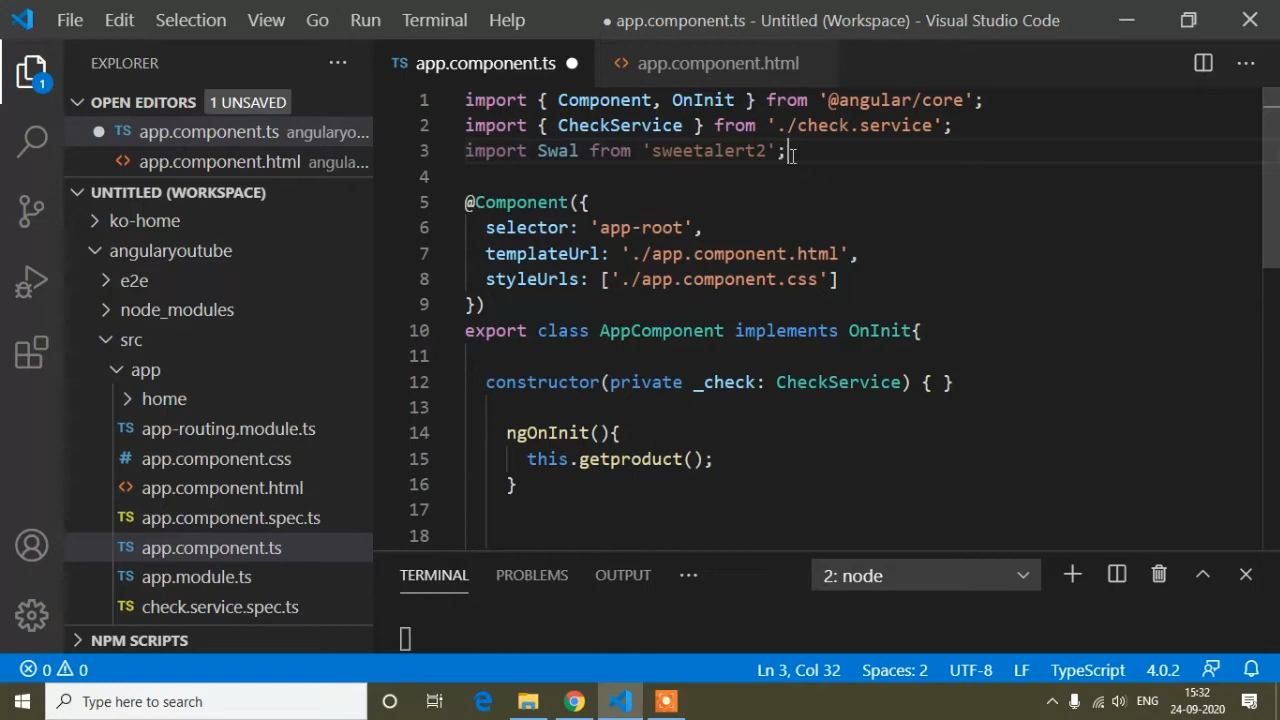 File Edit Selection View Go Run Terminal Help ● app.component.ts - Untitled (Workspace) - Visual Studio Code
EXPLORER
OPEN EDITORS 1 UNSAVED
TS app.component.ts angularyo...
app.component.html angular...
UNTITLED (WORKSPACE)
ko-home
angularyoutube
e2e
node_modules
src
app
home
TS app-routing.module.ts
# app.component.css
app.component.html
TS app.component.spec.ts
TS app.component.ts
TS app.module.ts
TS check.service.spec.ts
NPM SCRIPTS
1
TS app.component.ts
app.component.html
1 import { Component, OnInit } from '@angular/core';
2 import { CheckService } from './check.service';
3 import Swal from 'sweetalert2';
4
5 @Component({
6 selector: 'app-root',
7 templateUrl: './app.component.html',
8 styleUrls: ['./app.component.css']
9 })
10 export class AppComponent implements OnInit{
11
12 constructor(private _check: CheckService) { }
13
14 ngOnInit(){
15 this.getproduct();
16 }
17
18
TERMINAL PROBLEMS OUTPUT ... 2: node
0 0 Ln 3, Col 32 Spaces: 2 UTF-8 LF TypeScript 4.0.2
Type here to search
ENG
15:32
24-09-2020